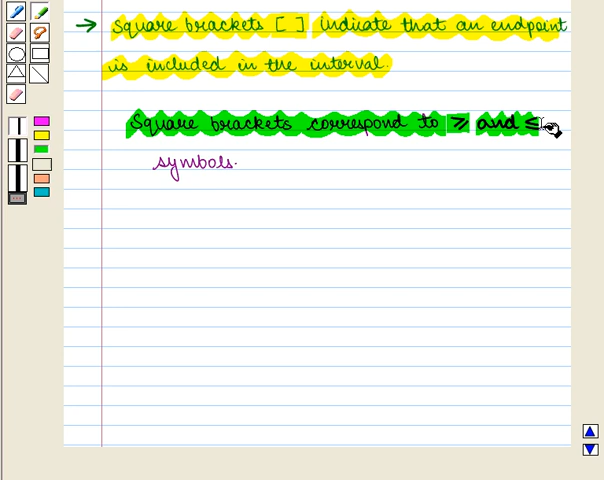 → Square brackets [ ] indicate that an endpoint
is included in the interval.
Square brackets correspond to ⩾ and ≤
symbols.